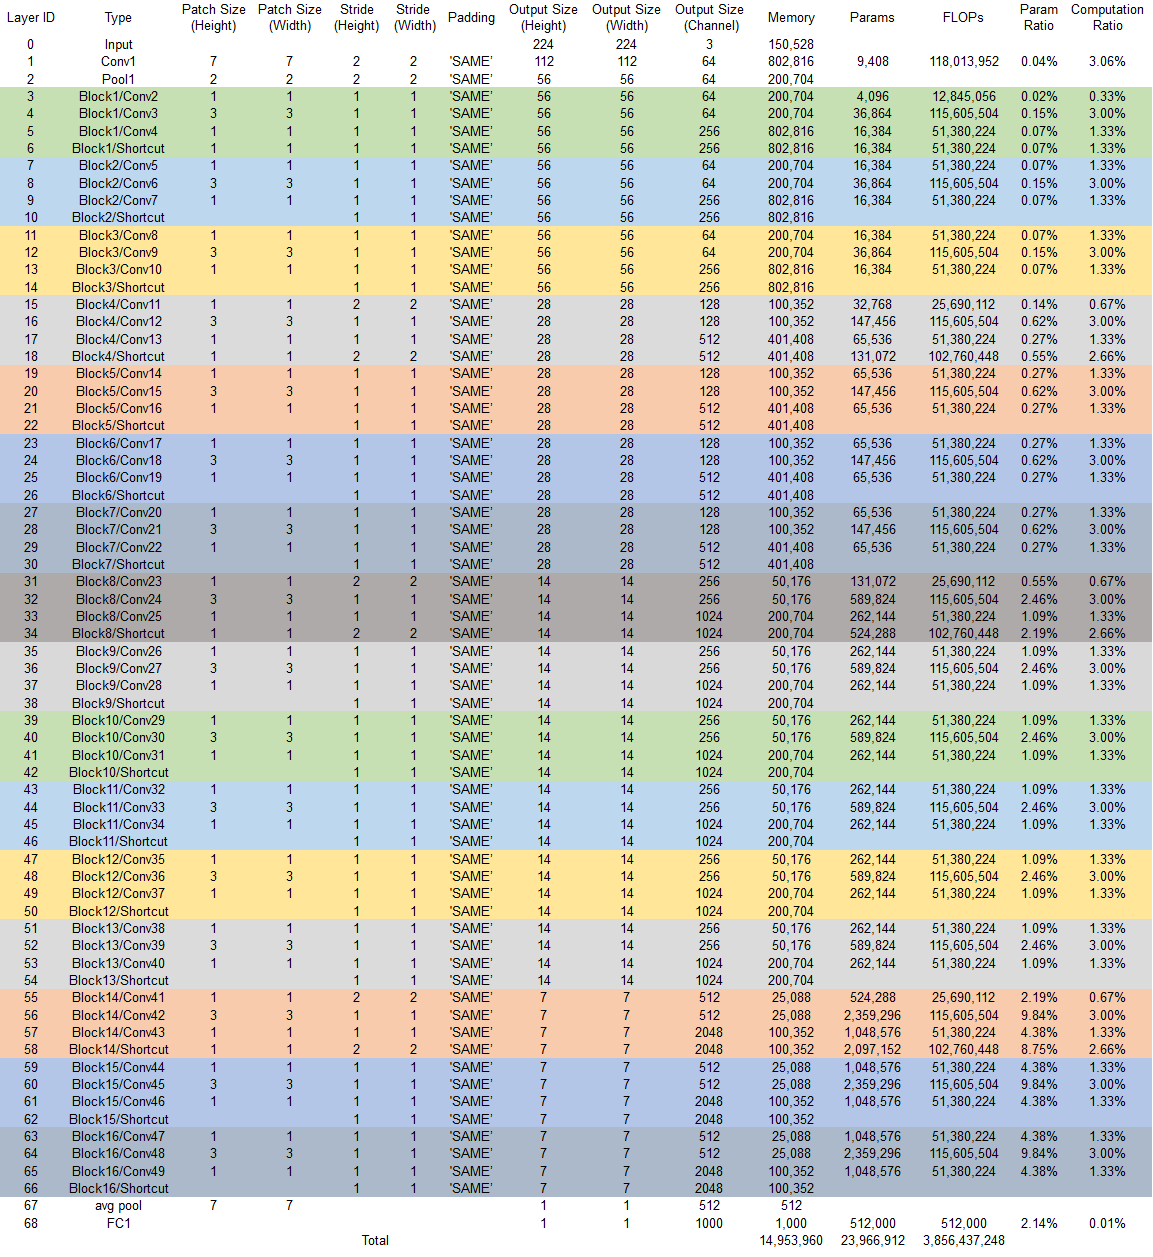 Layer ID Type Patch Size (Height) Patch Size (Width) Stride (Height) Stride (Width) Padding Output Size (Height) Output Size (Width) Output Size (Channel) Memory Params FLOPs Param Ratio Computation Ratio
0 Input 224 224 3 150,528
1 Conv1 7 7 2 2 'SAME' 112 112 64 802,816 9,408 118,013,952 0.04% 3.06%
2 Pool1 2 2 2 2 'SAME' 56 56 64 200,704
3 Block1/Conv2 1 1 1 1 'SAME' 56 56 64 200,704 4,096 12,845,056 0.02% 0.33%
4 Block1/Conv3 3 3 1 1 'SAME' 56 56 64 200,704 36,864 115,605,504 0.15% 3.00%
5 Block1/Conv4 1 1 1 1 'SAME' 56 56 256 802,816 16,384 51,380,224 0.07% 1.33%
6 Block1/Shortcut 1 1 1 1 'SAME' 56 56 256 802,816 16,384 51,380,224 0.07% 1.33%
7 Block2/Conv5 1 1 1 1 'SAME' 56 56 64 200,704 16,384 51,380,224 0.07% 1.33%
8 Block2/Conv6 3 3 1 1 'SAME' 56 56 64 200,704 36,864 115,605,504 0.15% 3.00%
9 Block2/Conv7 1 1 1 1 'SAME' 56 56 256 802,816 16,384 51,380,224 0.07% 1.33%
10 Block2/Shortcut 1 1 'SAME' 56 56 256 802,816
11 Block3/Conv8 1 1 1 1 'SAME' 56 56 64 200,704 16,384 51,380,224 0.07% 1.33%
12 Block3/Conv9 3 3 1 1 'SAME' 56 56 64 200,704 36,864 115,605,504 0.15% 3.00%
13 Block3/Conv10 1 1 1 1 'SAME' 56 56 256 802,816 16,384 51,380,224 0.07% 1.33%
14 Block3/Shortcut 1 1 'SAME' 56 56 256 802,816
15 Block4/Conv11 1 1 2 2 'SAME' 28 28 128 100,352 32,768 25,690,112 0.14% 0.67%
16 Block4/Conv12 3 3 1 1 'SAME' 28 28 128 100,352 147,456 115,605,504 0.62% 3.00%
17 Block4/Conv13 1 1 1 1 'SAME' 28 28 512 401,408 65,536 51,380,224 0.27% 1.33%
18 Block4/Shortcut 1 1 2 2 'SAME' 28 28 512 401,408 131,072 102,760,448 0.55% 2.66%
19 Block5/Conv14 1 1 1 1 'SAME' 28 28 128 100,352 65,536 51,380,224 0.27% 1.33%
20 Block5/Conv15 3 3 1 1 'SAME' 28 28 128 100,352 147,456 115,605,504 0.62% 3.00%
21 Block5/Conv16 1 1 1 1 'SAME' 28 28 512 401,408 65,536 51,380,224 0.27% 1.33%
22 Block5/Shortcut 1 1 'SAME' 28 28 512 401,408
23 Block6/Conv17 1 1 1 1 'SAME' 28 28 128 100,352 65,536 51,380,224 0.27% 1.33%
24 Block6/Conv18 3 3 1 1 'SAME' 28 28 128 100,352 147,456 115,605,504 0.62% 3.00%
25 Block6/Conv19 1 1 1 1 'SAME' 28 28 512 401,408 65,536 51,380,224 0.27% 1.33%
26 Block6/Shortcut 1 1 'SAME' 28 28 512 401,408
27 Block7/Conv20 1 1 1 1 'SAME' 28 28 128 100,352 65,536 51,380,224 0.27% 1.33%
28 Block7/Conv21 3 3 1 1 'SAME' 28 28 128 100,352 147,456 115,605,504 0.62% 3.00%
29 Block7/Conv22 1 1 1 1 'SAME' 28 28 512 401,408 65,536 51,380,224 0.27% 1.33%
30 Block7/Shortcut 1 1 'SAME' 28 28 512 401,408
31 Block8/Conv23 1 1 2 2 'SAME' 14 14 256 50,176 131,072 25,690,112 0.55% 0.67%
32 Block8/Conv24 3 3 1 1 'SAME' 14 14 256 50,176 589,824 115,605,504 2.46% 3.00%
33 Block8/Conv25 1 1 1 1 'SAME' 14 14 1024 200,704 262,144 51,380,224 1.09% 1.33%
34 Block8/Shortcut 1 1 2 2 'SAME' 14 14 1024 200,704 524,288 102,760,448 2.19% 2.66%
35 Block9/Conv26 1 1 1 1 'SAME' 14 14 256 50,176 262,144 51,380,224 1.09% 1.33%
36 Block9/Conv27 3 3 1 1 'SAME' 14 14 256 50,176 589,824 115,605,504 2.46% 3.00%
37 Block9/Conv28 1 1 1 1 'SAME' 14 14 1024 200,704 262,144 51,380,224 1.09% 1.33%
38 Block9/Shortcut 1 1 'SAME' 14 14 1024 200,704
39 Block10/Conv29 1 1 1 1 'SAME' 14 14 256 50,176 262,144 51,380,224 1.09% 1.33%
40 Block10/Conv30 3 3 1 1 'SAME' 14 14 256 50,176 589,824 115,605,504 2.46% 3.00%
41 Block10/Conv31 1 1 1 1 'SAME' 14 14 1024 200,704 262,144 51,380,224 1.09% 1.33%
42 Block10/Shortcut 1 1 'SAME' 14 14 1024 200,704
43 Block11/Conv32 1 1 1 1 'SAME' 14 14 256 50,176 262,144 51,380,224 1.09% 1.33%
44 Block11/Conv33 3 3 1 1 'SAME' 14 14 256 50,176 589,824 115,605,504 2.46% 3.00%
45 Block11/Conv34 1 1 1 1 'SAME' 14 14 1024 200,704 262,144 51,380,224 1.09% 1.33%
46 Block11/Shortcut 1 1 'SAME' 14 14 1024 200,704
47 Block12/Conv35 1 1 1 1 'SAME' 14 14 256 50,176 262,144 51,380,224 1.09% 1.33%
48 Block12/Conv36 3 3 1 1 'SAME' 14 14 256 50,176 589,824 115,605,504 2.46% 3.00%
49 Block12/Conv37 1 1 1 1 'SAME' 14 14 1024 200,704 262,144 51,380,224 1.09% 1.33%
50 Block12/Shortcut 1 1 'SAME' 14 14 1024 200,704
51 Block13/Conv38 1 1 1 1 'SAME' 14 14 256 50,176 262,144 51,380,224 1.09% 1.33%
52 Block13/Conv39 3 3 1 1 'SAME' 14 14 256 50,176 589,824 115,605,504 2.46% 3.00%
53 Block13/Conv40 1 1 1 1 'SAME' 14 14 1024 200,704 262,144 51,380,224 1.09% 1.33%
54 Block13/Shortcut 1 1 'SAME' 14 14 1024 200,704
55 Block14/Conv41 1 1 2 2 'SAME' 7 7 512 25,088 524,288 25,690,112 2.19% 0.67%
56 Block14/Conv42 3 3 1 1 'SAME' 7 7 512 25,088 2,359,296 115,605,504 9.84% 3.00%
57 Block14/Conv43 1 1 1 1 'SAME' 7 7 2048 100,352 1,048,576 51,380,224 4.38% 1.33%
58 Block14/Shortcut 1 1 2 2 'SAME' 7 7 2048 100,352 2,097,152 102,760,448 8.75% 2.66%
59 Block15/Conv44 1 1 1 1 'SAME' 7 7 512 25,088 1,048,576 51,380,224 4.38% 1.33%
60 Block15/Conv45 3 3 1 1 'SAME' 7 7 512 25,088 2,359,296 115,605,504 9.84% 3.00%
61 Block15/Conv46 1 1 1 1 'SAME' 7 7 2048 100,352 1,048,576 51,380,224 4.38% 1.33%
62 Block15/Shortcut 1 1 'SAME' 7 7 2048 100,352
63 Block16/Conv47 1 1 1 1 'SAME' 7 7 512 25,088 1,048,576 51,380,224 4.38% 1.33%
64 Block16/Conv48 3 3 1 1 'SAME' 7 7 512 25,088 2,359,296 115,605,504 9.84% 3.00%
65 Block16/Conv49 1 1 1 1 'SAME' 7 7 2048 100,352 1,048,576 51,380,224 4.38% 1.33%
66 Block16/Shortcut 1 1 'SAME' 7 7 2048 100,352
67 avg pool 7 7 1 1 512 512
68 FC1 1 1 1000 1,000 512,000 512,000 2.14% 0.01%
Total 14,953,960 23,966,912 3,856,437,248